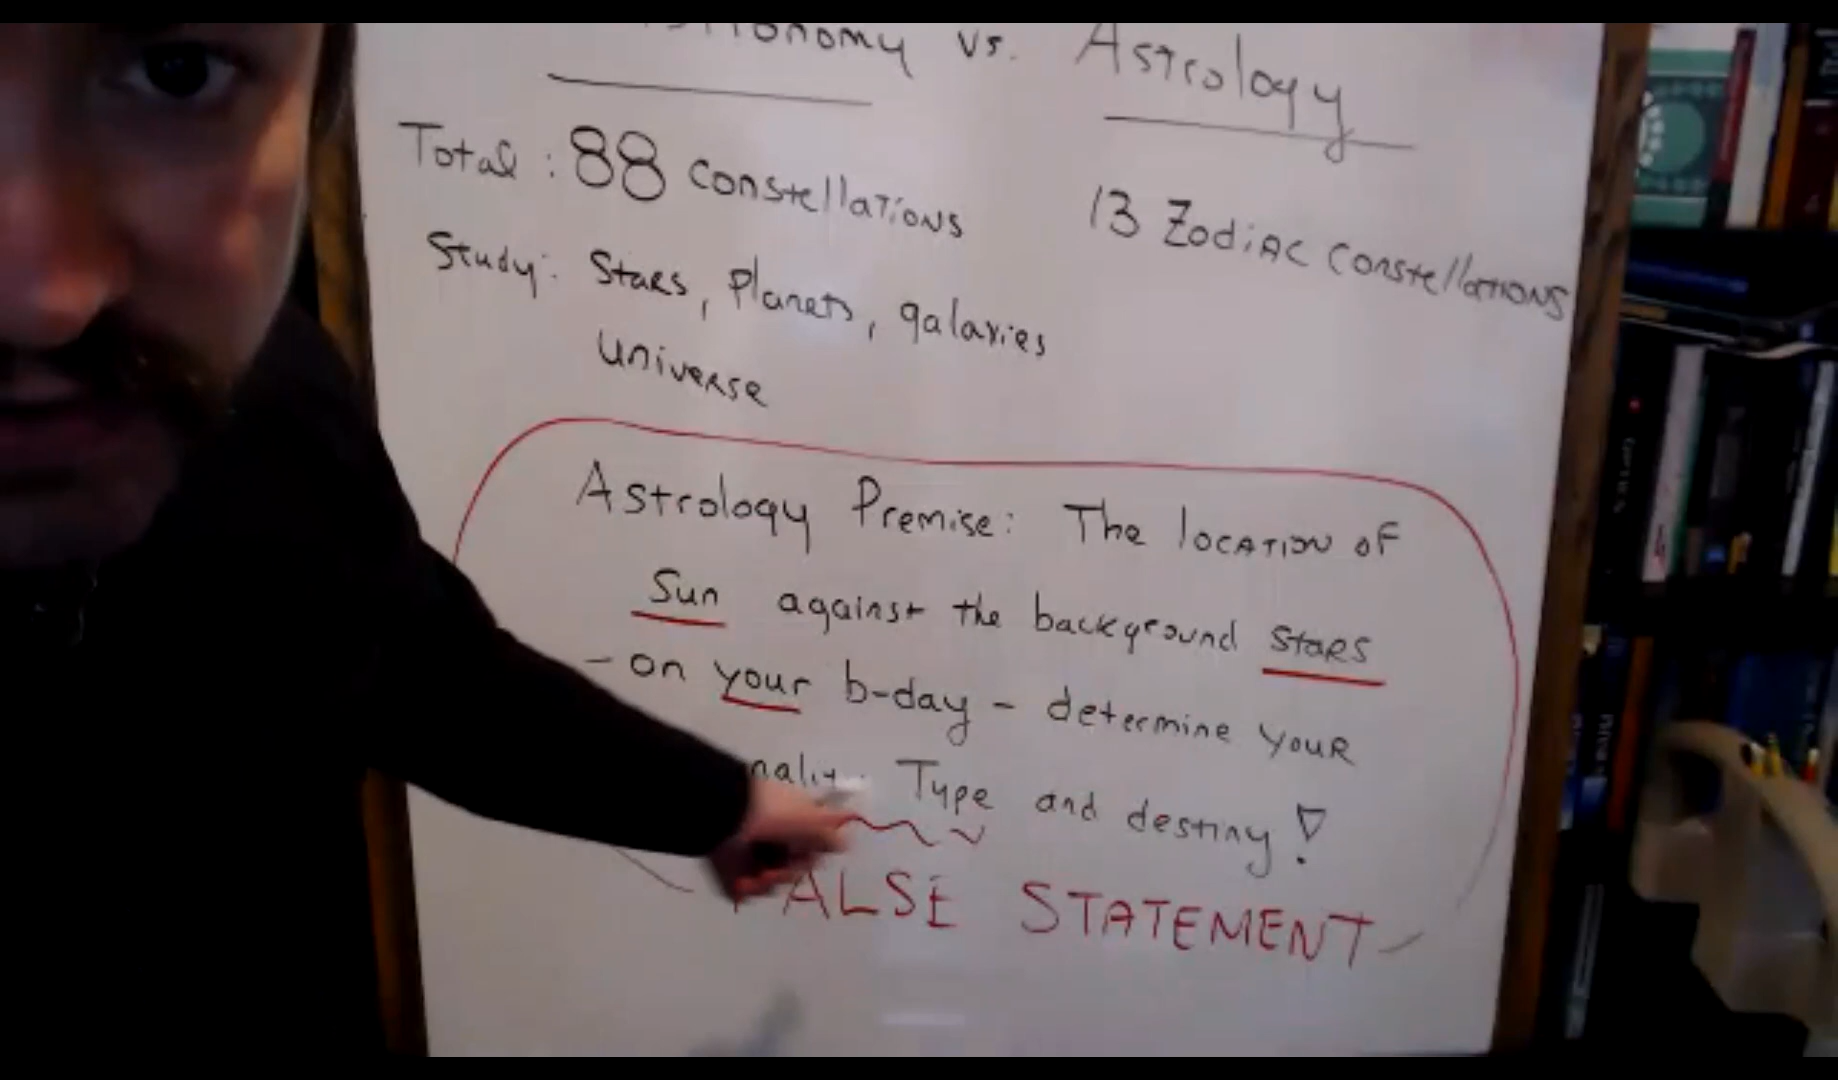 vs. Astrology
Total: 88 constellations
13 Zodiac constellations
Study: Stars, Planets, galaxies
universe
Astrology Premise: The location of
Sun against the background stars
- on your b-day - determine your
Type and destiny!
STATEMENT